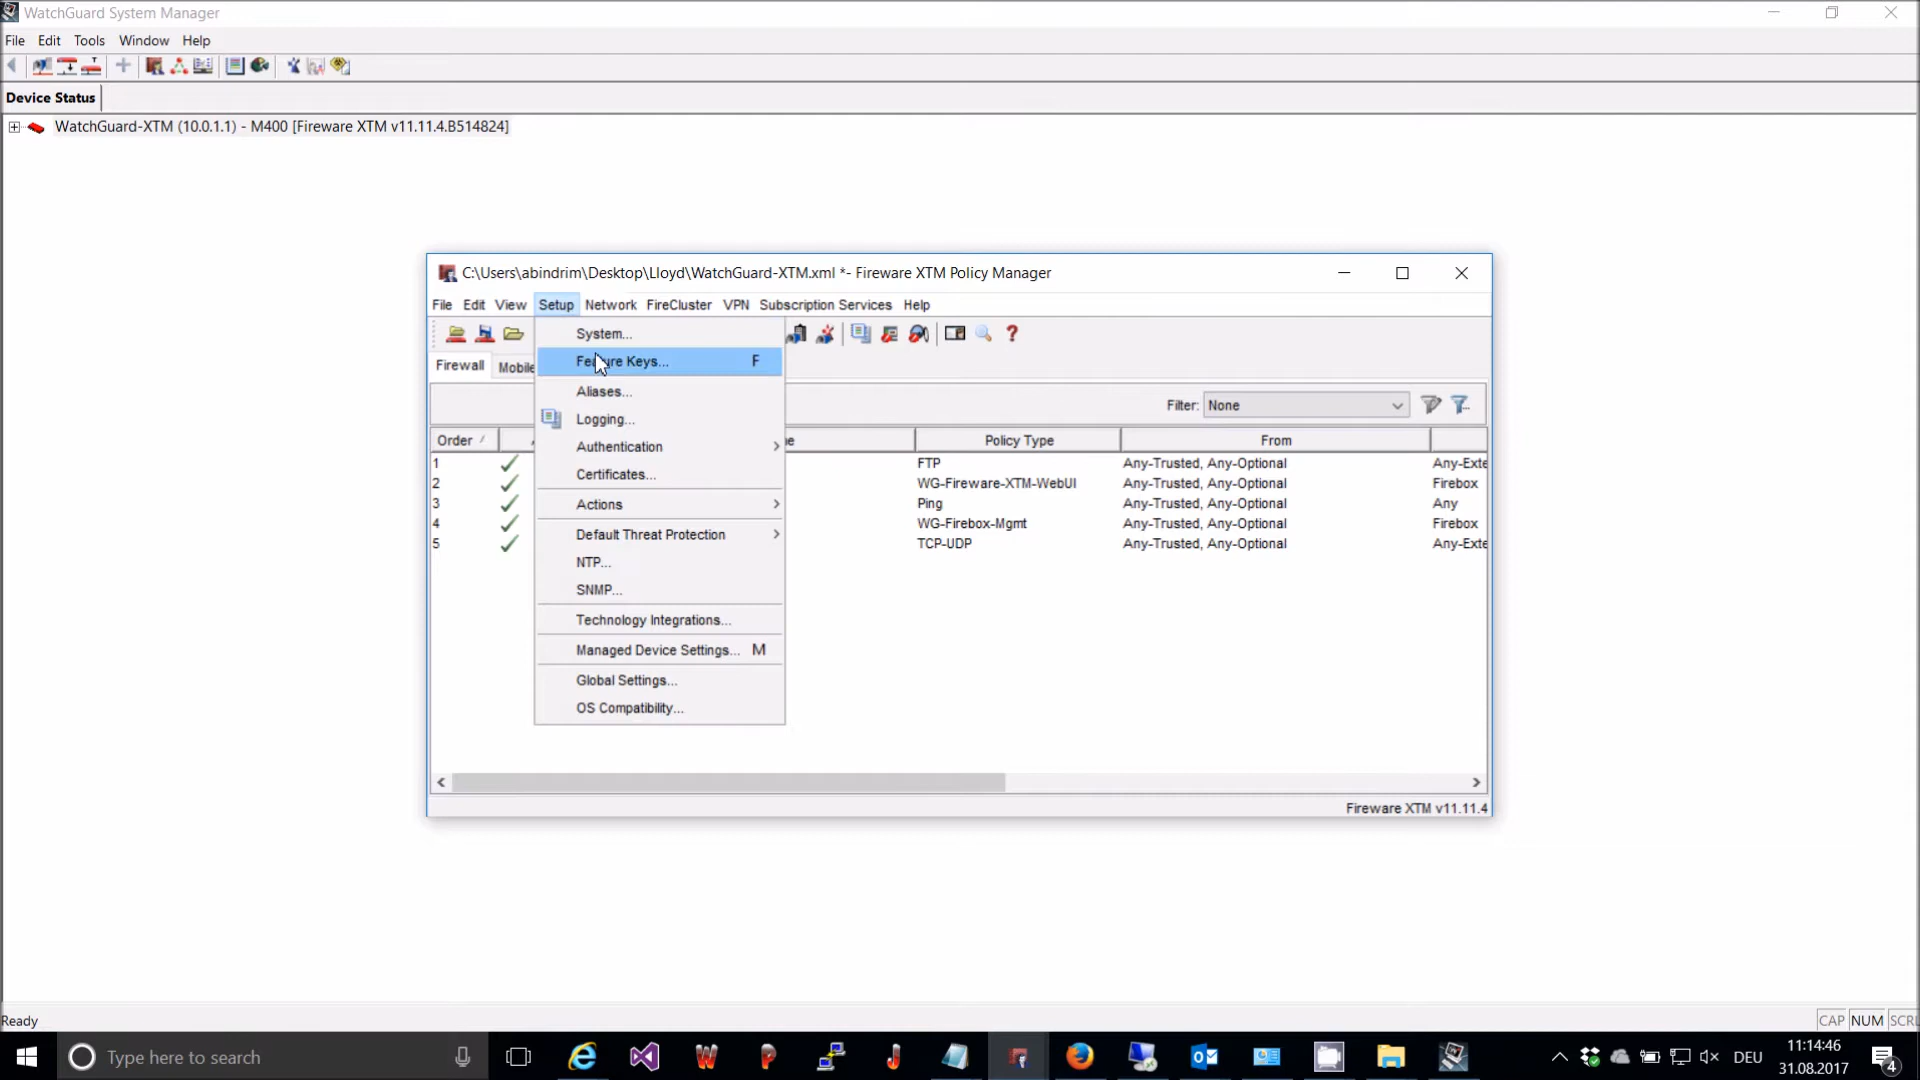 WatchGuard System Manager
File Edit Tools Window Help
Device Status
WatchGuard-XTM (10.0.1.1) - M400 [Fireware XTM v11.11.4.B514824]
C:\Users\abindrim\Desktop\Lloyd\WatchGuard-XTM.xml *- Fireware XTM Policy Manager
File Edit View Setup Network FireCluster VPN Subscription Services Help
System...
Feature Keys... F
Aliases...
Logging...
Authentication
Certificates...
Actions
Default Threat Protection
NTP...
SNMP...
Technology Integrations...
Managed Device Settings... M
Global Settings...
OS Compatibility...
Firewall Mobile
Filter: None
Order Policy Type From
1 FTP Any-Trusted, Any-Optional Any-Exte
2 WG-Fireware-XTM-WebUI Any-Trusted, Any-Optional Firebox
3 Ping Any-Trusted, Any-Optional Any
4 WG-Firebox-Mgmt Any-Trusted, Any-Optional Firebox
5 TCP-UDP Any-Trusted, Any-Optional Any-Exte
Fireware XTM v11.11.4
Ready
CAP NUM SCRL
Type here to search
DEU
11:14:46
31.08.2017
4